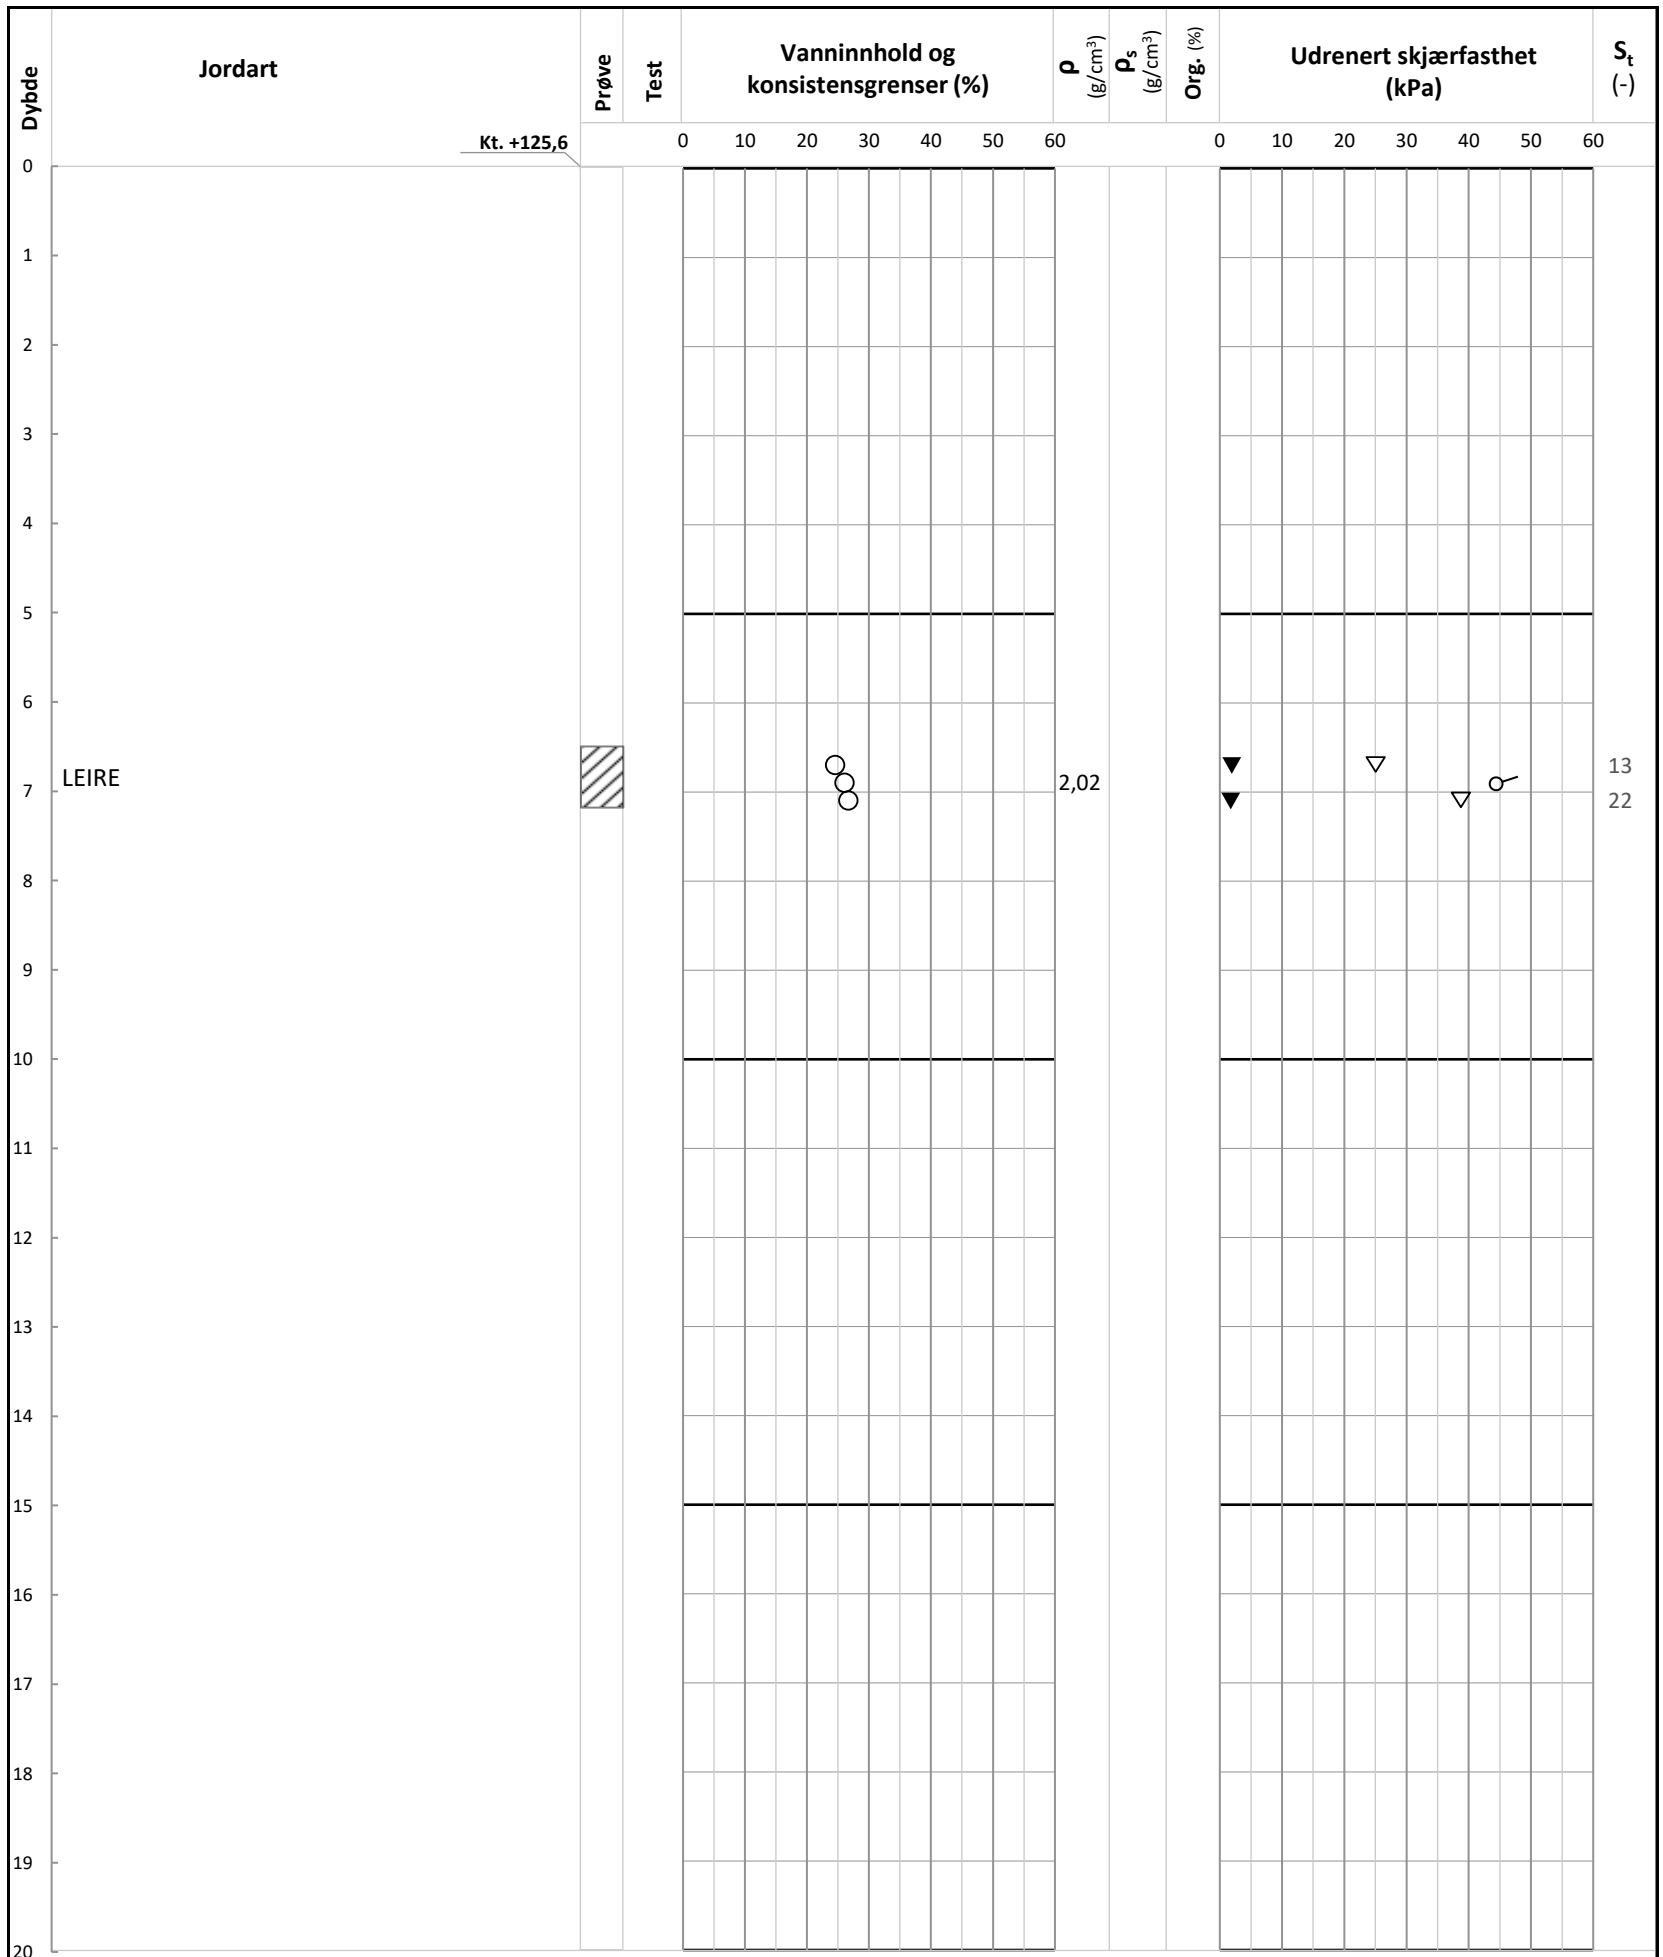 Dybde
Jordart
Kt. +125,6
Prøve
Test
Vanninnhold og
konsistensgrenser (%)
0 10 20 30 40 50 60
ρ
(g/cm³)
ρs
(g/cm³)
Org. (%)
Udrenert skjærfasthet
(kPa)
0 10 20 30 40 50 60
St
(-)
0
1
2
3
4
5
6
LEIRE
2,02
13
7
22
8
9
10
11
12
13
14
15
16
17
18
19
20